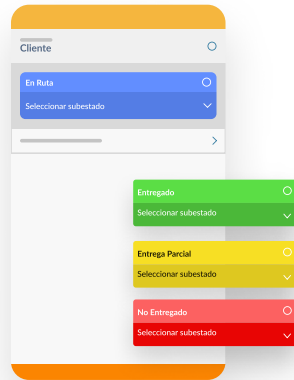 Cliente
En Ruta
Seleccionar subestado
Entregado
Seleccionar subestado
Entrega Parcial
Seleccionar subestado
No Entregado
Seleccionar subestado